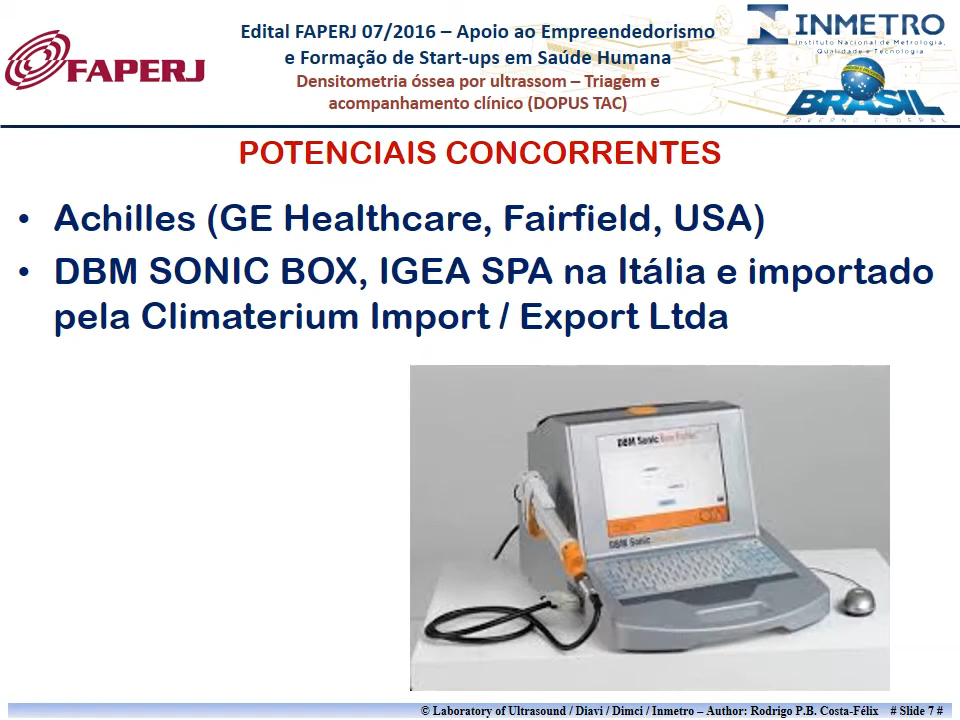 FAPERJ
Edital FAPERJ 07/2016 – Apoio ao Empreendedorismo
e Formação de Start-ups em Saúde Humana
Densitometria óssea por ultrassom – Triagem e
acompanhamento clínico (DOPUS TAC)
INMETRO
Instituto Nacional de Metrologia,
Qualidade e Tecnologia
BRASIL
GOVERNO FEDERAL
POTENCIAIS CONCORRENTES
• Achilles (GE Healthcare, Fairfield, USA)
• DBM SONIC BOX, IGEA SPA na Itália e importado
pela Climaterium Import / Export Ltda
DBM Sonic Bone Profiler
DBM Sonic
© Laboratory of Ultrasound / Diavi / Dimci / Inmetro – Author: Rodrigo P.B. Costa-Félix # Slide 7 #